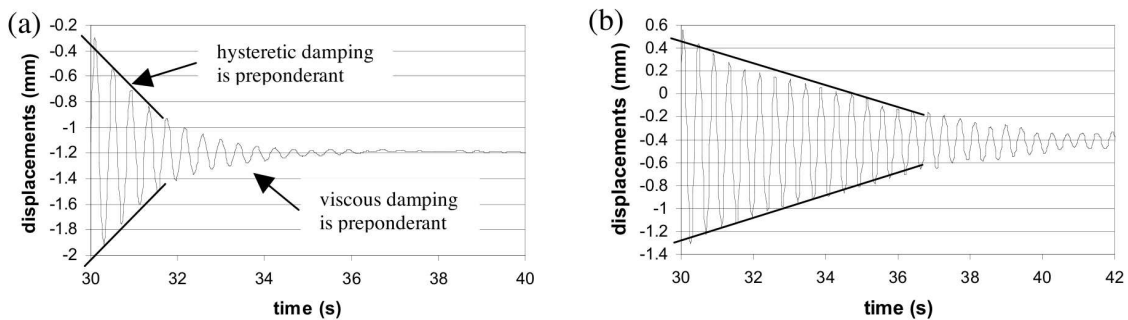 (a)
displacements (mm)
-0.2
-0.4
-0.6
-0.8
-1
-1.2
-1.4
-1.6
-1.8
-2
hysteretic damping
is preponderant
viscous damping
is preponderant
30 32 34 36 38 40
time (s)
(b)
displacements (mm)
0.6
0.4
0.2
0
-0.2
-0.4
-0.6
-0.8
-1
-1.2
-1.4
30 32 34 36 38 40 42
time (s)